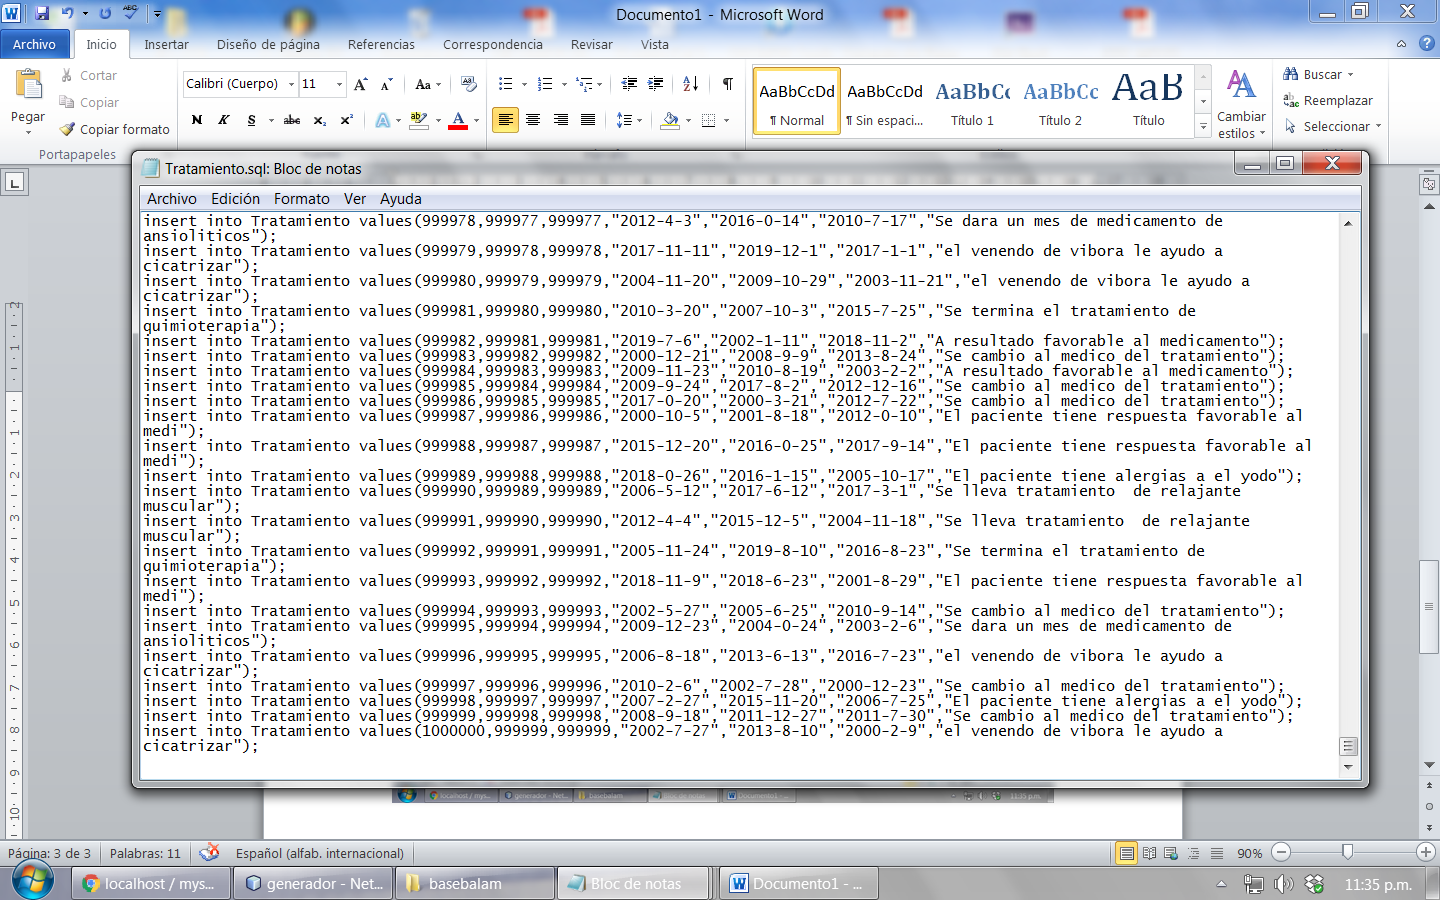 Documento1 - Microsoft Word
Archivo Inicio Insertar Diseño de página Referencias Correspondencia Revisar Vista
Pegar
Cortar
Copiar
Copiar formato
Portapapeles
Calibri (Cuerpo) 11
N K S abc x₂ x²
AaBbCcDd AaBbCcDd AaBbCc AaBbCc AaB
¶ Normal ¶ Sin espaci... Título 1 Título 2 Título
Cambiar
estilos
Buscar
Reemplazar
Seleccionar
Tratamiento.sql: Bloc de notas
Archivo Edición Formato Ver Ayuda
insert into Tratamiento values(999978,999977,999977,"2012-4-3","2016-0-14","2010-7-17","Se dara un mes de medicamento de
ansioliticos");
insert into Tratamiento values(999979,999978,999978,"2017-11-11","2019-12-1","2017-1-1","el venendo de vibora le ayudo a
cicatrizar");
insert into Tratamiento values(999980,999979,999979,"2004-11-20","2009-10-29","2003-11-21","el venendo de vibora le ayudo a
cicatrizar");
insert into Tratamiento values(999981,999980,999980,"2010-3-20","2007-10-3","2015-7-25","Se termina el tratamiento de
quimioterapia");
insert into Tratamiento values(999982,999981,999981,"2019-7-6","2002-1-11","2018-11-2","A resultado favorable al medicamento");
insert into Tratamiento values(999983,999982,999982,"2000-12-21","2008-9-9","2013-8-24","Se cambio al medico del tratamiento");
insert into Tratamiento values(999984,999983,999983,"2009-11-23","2010-8-19","2003-2-2","A resultado favorable al medicamento");
insert into Tratamiento values(999985,999984,999984,"2009-9-24","2017-8-2","2012-12-16","Se cambio al medico del tratamiento");
insert into Tratamiento values(999986,999985,999985,"2017-0-20","2000-3-21","2012-7-22","Se cambio al medico del tratamiento");
insert into Tratamiento values(999987,999986,999986,"2000-10-5","2001-8-18","2012-0-10","El paciente tiene respuesta favorable al
medi");
insert into Tratamiento values(999988,999987,999987,"2015-12-20","2016-0-25","2017-9-14","El paciente tiene respuesta favorable al
medi");
insert into Tratamiento values(999989,999988,999988,"2018-0-26","2016-1-15","2005-10-17","El paciente tiene alergias a el yodo");
insert into Tratamiento values(999990,999989,999989,"2006-5-12","2017-6-12","2017-3-1","Se lleva tratamiento  de relajante
muscular");
insert into Tratamiento values(999991,999990,999990,"2012-4-4","2015-12-5","2004-11-18","Se lleva tratamiento  de relajante
muscular");
insert into Tratamiento values(999992,999991,999991,"2005-11-24","2019-8-10","2016-8-23","Se termina el tratamiento de
quimioterapia");
insert into Tratamiento values(999993,999992,999992,"2018-11-9","2018-6-23","2001-8-29","El paciente tiene respuesta favorable al
medi");
insert into Tratamiento values(999994,999993,999993,"2002-5-27","2005-6-25","2010-9-14","Se cambio al medico del tratamiento");
insert into Tratamiento values(999995,999994,999994,"2009-12-23","2004-0-24","2003-2-6","Se dara un mes de medicamento de
ansioliticos");
insert into Tratamiento values(999996,999995,999995,"2006-8-18","2013-6-13","2016-7-23","el venendo de vibora le ayudo a
cicatrizar");
insert into Tratamiento values(999997,999996,999996,"2010-2-6","2002-7-28","2000-12-23","Se cambio al medico del tratamiento");
insert into Tratamiento values(999998,999997,999997,"2007-2-27","2015-11-20","2006-7-25","El paciente tiene alergias a el yodo");
insert into Tratamiento values(999999,999998,999998,"2008-9-18","2011-12-27","2011-7-30","Se cambio al medico del tratamiento");
insert into Tratamiento values(1000000,999999,999999,"2002-7-27","2013-8-10","2000-2-9","el venendo de vibora le ayudo a
cicatrizar");
Página: 3 de 3 Palabras: 11 Español (alfab. internacional) 90%
localhost / mys... generador - Net... basebalam Bloc de notas Documento1 - ... 11:35 p.m.